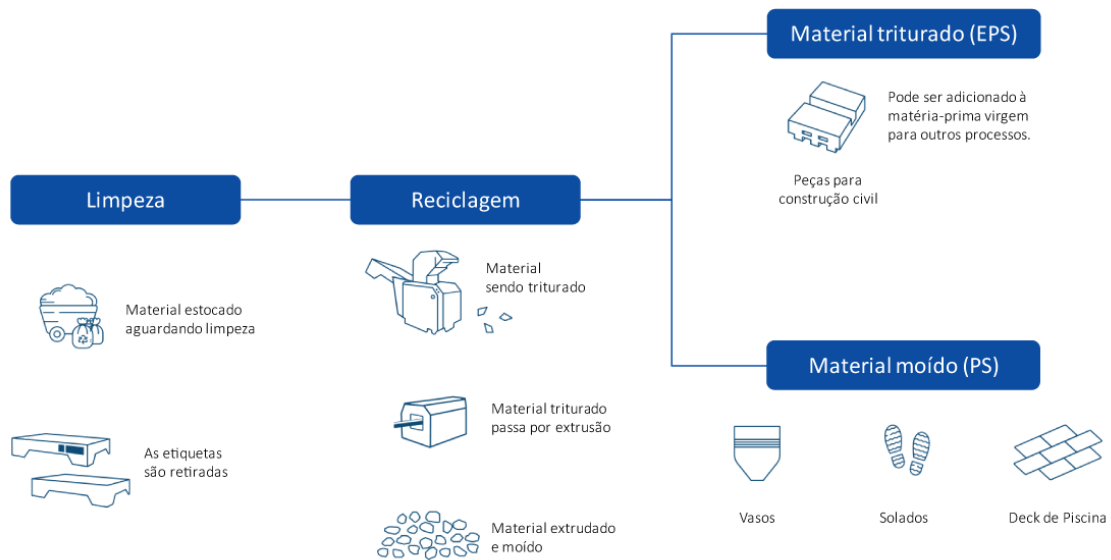 Limpeza
Material estocado
aguardando limpeza
As etiquetas
são retiradas
Reciclagem
Material
sendo triturado
Material triturado
passa por extrusão
Material extrudado
e moído
Material triturado (EPS)
Pode ser adicionado à
matéria-prima virgem
para outros processos.
Peças para
construção civil
Material moído (PS)
Vasos
Solados
Deck de Piscina